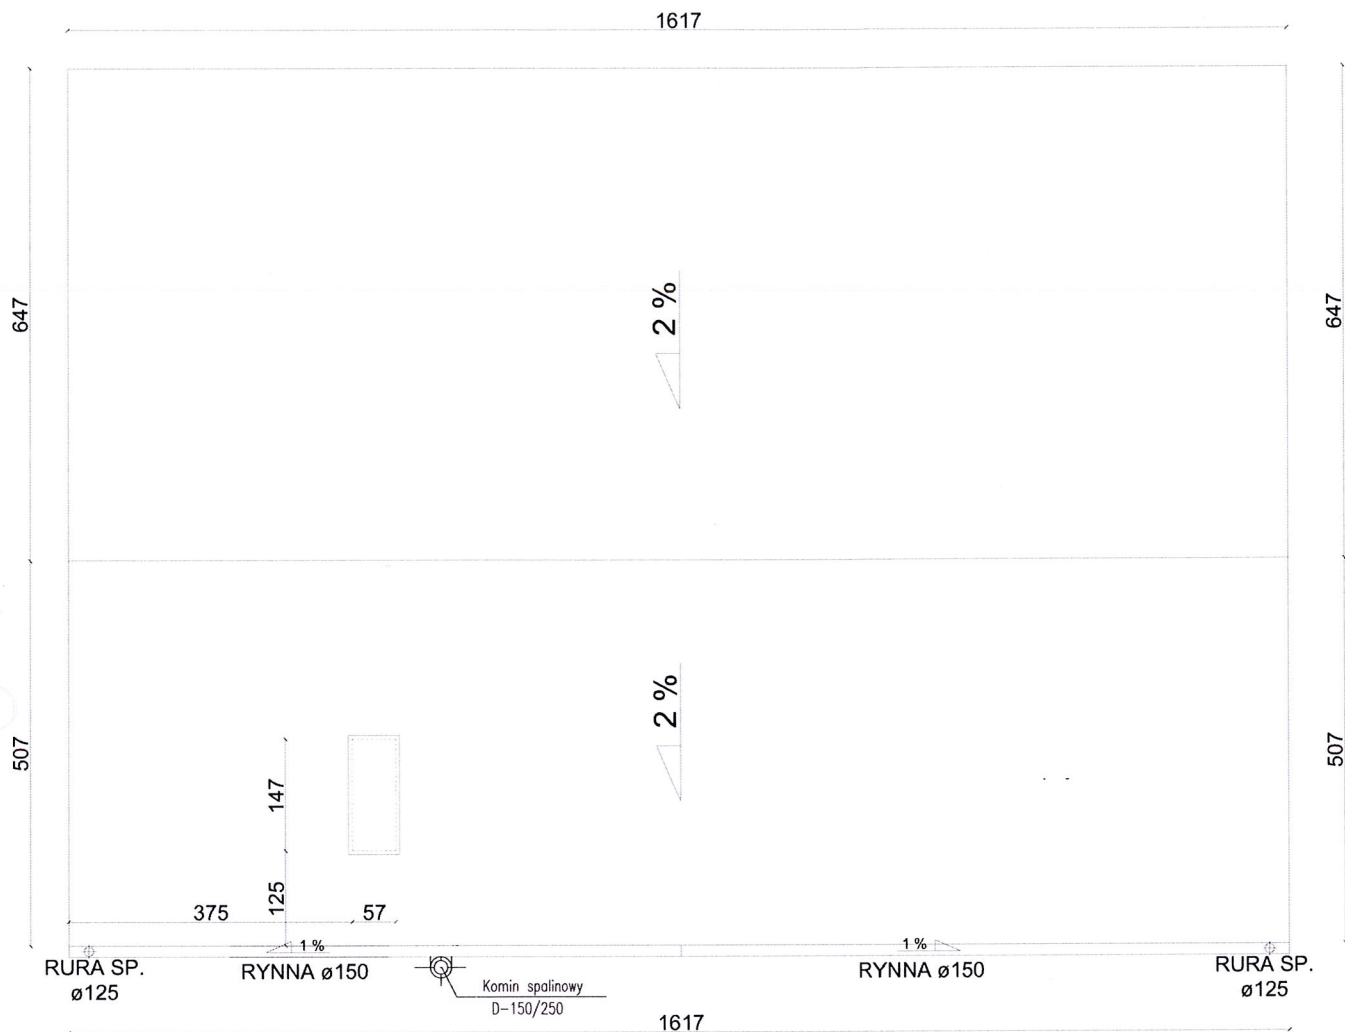 1617
647
2 %
647
507
2 %
507
147
125
375
57
1 %
1 %
RURA SP.
ø125
RYNNA ø150
Komin spalinowy
D-150/250
RYNNA ø150
RURA SP.
ø125
1617